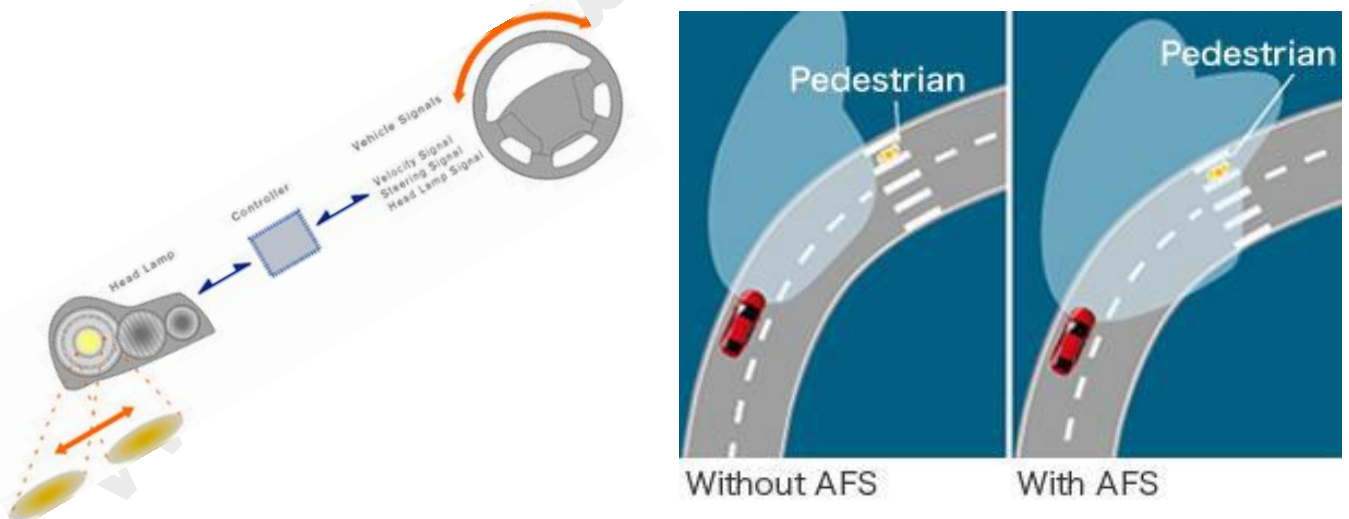 Vehicle Signals
Velocity Signal
Steering Signal
Head Lamp Signal
Controller
Head Lamp
Pedestrian
Without AFS
Pedestrian
With AFS